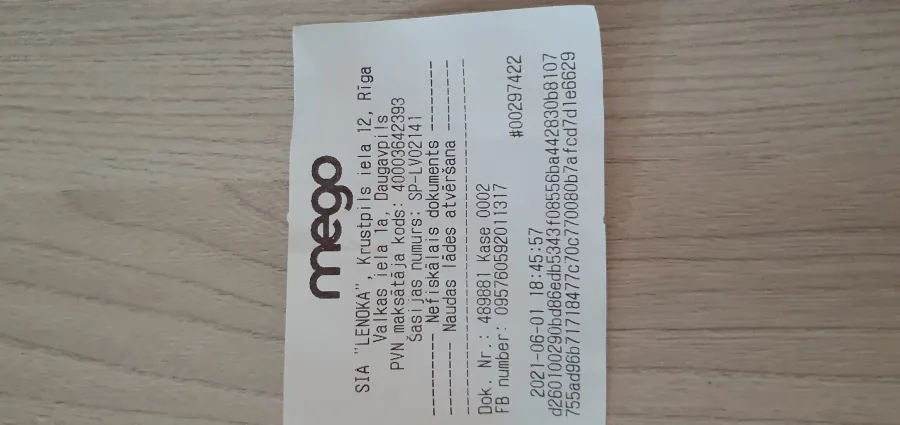 mego
SIA "LENOKA", Krustpils iela 12, Rīga
Valkas iela 1a, Daugavpils
PVN maksātāja kods: 40003642393
Šasijas numurs: SP-LV02141
------- Nefiskālais dokuments -------
------- Naudas lādes atvēršana -------
Dok. Nr.: 489881 Kase 0002
FB number: 095760592011317
#00297422
2021-06-01 18:45:57
d260100290bd86edb5343f08556ba442830b8107
755ad96b71718477c70c770080b7afcd7d1e6629